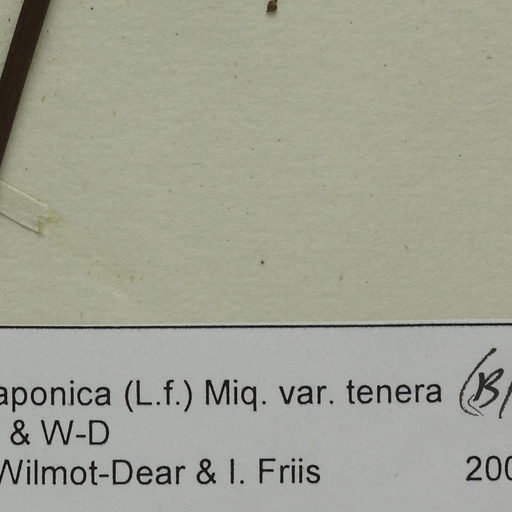 aponica (L.f.) Miq. var. tenera (B
& W-D
Wilmot-Dear & I. Friis 200